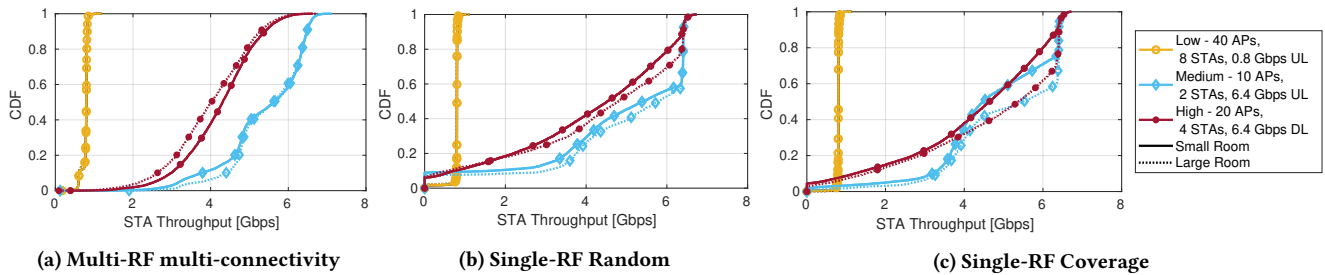 1
0.8
0.6
0.4
0.2
0
CDF
0 2 4 6 8
STA Throughput [Gbps]
(a) Multi-RF multi-connectivity
1
0.8
0.6
0.4
0.2
0
CDF
0 2 4 6 8
STA Throughput [Gbps]
(b) Single-RF Random
1
0.8
0.6
0.4
0.2
0
CDF
0 2 4 6 8
STA Throughput [Gbps]
(c) Single-RF Coverage
Low - 40 APs,
8 STAs, 0.8 Gbps UL
Medium - 10 APs,
2 STAs, 6.4 Gbps UL
High - 20 APs,
4 STAs, 6.4 Gbps DL
Small Room
Large Room